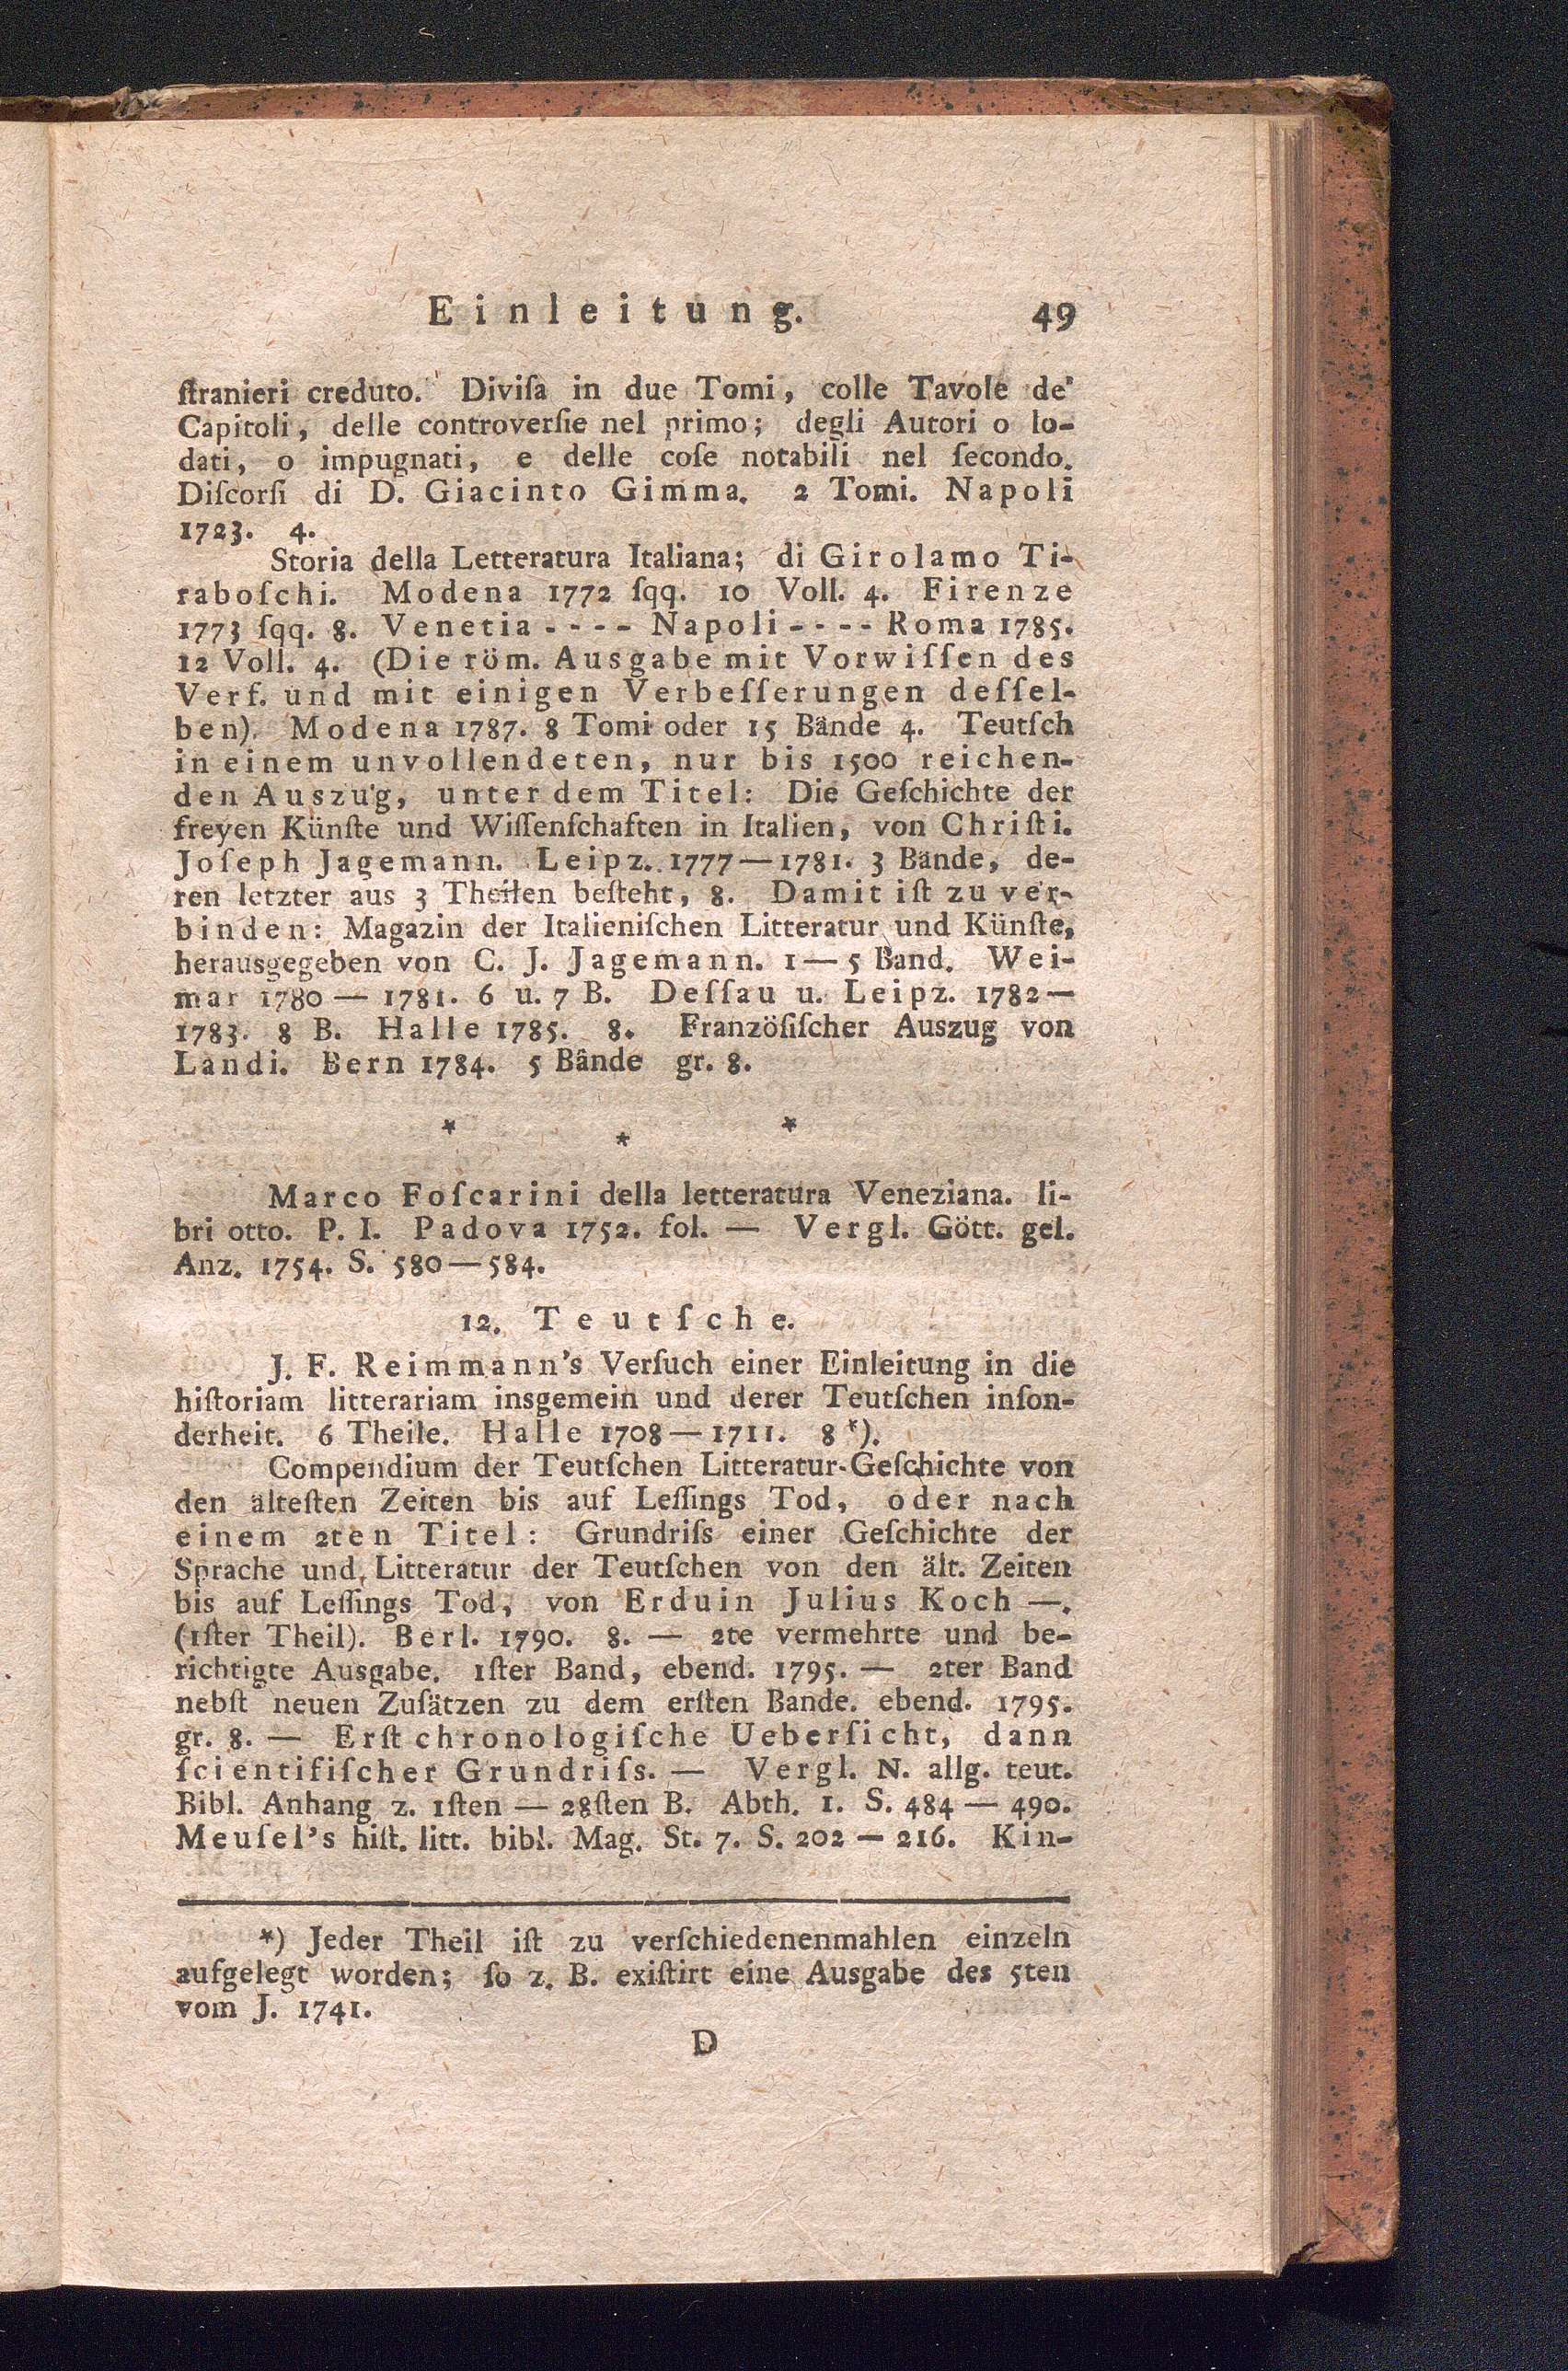 Einleitung. 49
ſtranieri creduto. Diviſa in due Tomi, colle Tavole de'
Capitoli, delle controverſie nel primo; degli Autori o lo-
dati, o impugnati, e delle coſe notabili nel ſecondo.
Diſcorſi di D. Giacinto Gimma. 2 Tomi. Napoli
1723. 4.
Storia della Letteratura Italiana; di Girolamo Ti-
raboſchi. Modena 1772 ſqq. 10 Voll. 4. Firenze
1773 ſqq. 8. Venetia - - - - Napoli - - - - Roma 1785.
12 Voll. 4. (Die röm. Ausgabe mit Vorwiſſen des
Verf. und mit einigen Verbeſſerungen deſſel-
ben). Modena 1787. 8 Tomi oder 15 Bände 4. Teutſch
in einem unvollendeten, nur bis 1500 reichen-
den Auszug, unter dem Titel: Die Geſchichte der
freyen Künſte und Wiſſenſchaften in Italien, von Chriſti.
Joſeph Jagemann. Leipz. 1777—1781. 3 Bände, de-
ren letzter aus 3 Theilen beſteht, 8. Damit iſt zu ver-
binden: Magazin der Italieniſchen Litteratur und Künſte,
herausgegeben von C. J. Jagemann. 1—5 Band. Wei-
mar 1780 — 1781. 6 u. 7 B. Deſſau u. Leipz. 1782—
1783. 8 B. Halle 1785. 8. Franzöſiſcher Auszug von
Landi. Bern 1784. 5 Bände gr. 8.
* * *
Marco Foſcarini della letteratura Veneziana. li-
bri otto. P. I. Padova 1752. fol. — Vergl. Gött. gel.
Anz. 1754. S. 580—584.
12. Teutſche.
J. F. Reimmann's Verſuch einer Einleitung in die
hiſtoriam litterariam insgemein und derer Teutſchen inſon-
derheit. 6 Theile. Halle 1708—1711. 8 *).
Compendium der Teutſchen Litteratur-Geſchichte von
den älteſten Zeiten bis auf Leſſings Tod, oder nach
einem 2ten Titel: Grundriſs einer Geſchichte der
Sprache und Litteratur der Teutſchen von den ält. Zeiten
bis auf Leſſings Tod, von Erduin Julius Koch —.
(1ſter Theil). Berl. 1790. 8. — 2te vermehrte und be-
richtigte Ausgabe. 1ſter Band, ebend. 1795. — 2ter Band
nebſt neuen Zuſätzen zu dem erſten Bande. ebend. 1795.
gr. 8. — Erſt chronologiſche Ueberſicht, dann
ſcientifiſcher Grundriſs. — Vergl. N. allg. teut.
Bibl. Anhang z. 1ſten — 28ſten B. Abth. 1. S. 484 — 490.
Meuſel's hiſt. litt. bibl. Mag. St. 7. S. 202 — 216. Kin-
*) Jeder Theil iſt zu verſchiedenenmahlen einzeln
aufgelegt worden; ſo z. B. exiſtirt eine Ausgabe des 5ten
vom J. 1741.
D